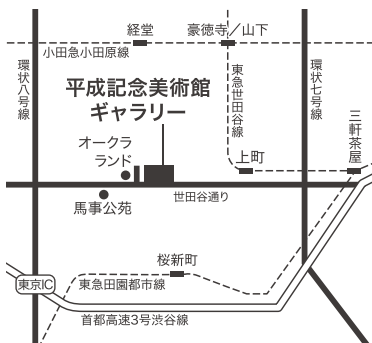 経堂
豪徳寺／山下
小田急小田原線
環状八号線
平成記念美術館
ギャラリー
東急世田谷線
環状七号線
三軒茶屋
オークラ
ランド
上町
世田谷通り
馬事公苑
桜新町
東京IC
東急田園都市線
首都高速3号渋谷線